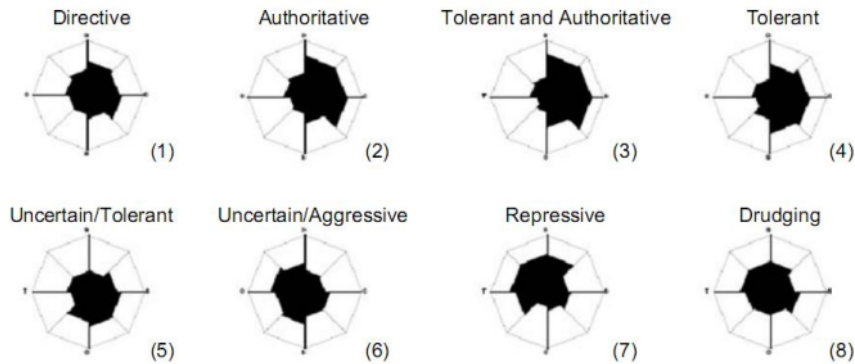 Directive
Authoritative
Tolerant and Authoritative
Tolerant
(1)
(2)
(3)
(4)
Uncertain/Tolerant
Uncertain/Aggressive
Repressive
Drudging
(5)
(6)
(7)
(8)